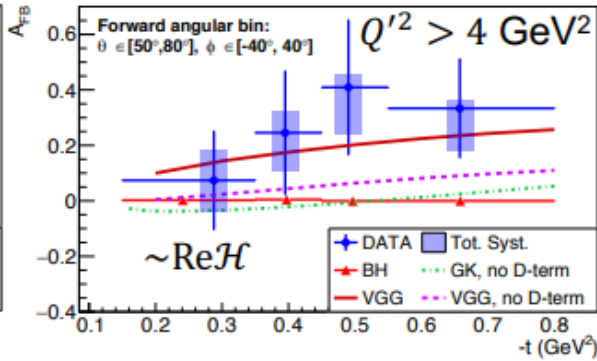 A_FB
Forward angular bin:
θ ∈[50°,80°], ϕ ∈[-40°, 40°]
Q′² > 4 GeV²
0.6
0.4
0.2
0
−0.2
−0.4
~Reℋ
DATA Tot. Syst.
BH GK, no D-term
VGG VGG, no D-term
0.1 0.2 0.3 0.4 0.5 0.6 0.7 0.8
-t (GeV²)